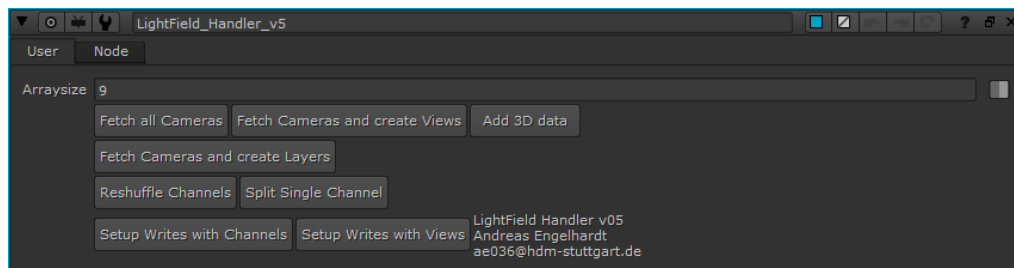 LightField_Handler_v5 ?
User Node
Arraysize 9
Fetch all Cameras Fetch Cameras and create Views Add 3D data
Fetch Cameras and create Layers
Reshuffle Channels Split Single Channel
Setup Writes with Channels Setup Writes with Views
LightField Handler v05
Andreas Engelhardt
ae036@hdm-stuttgart.de